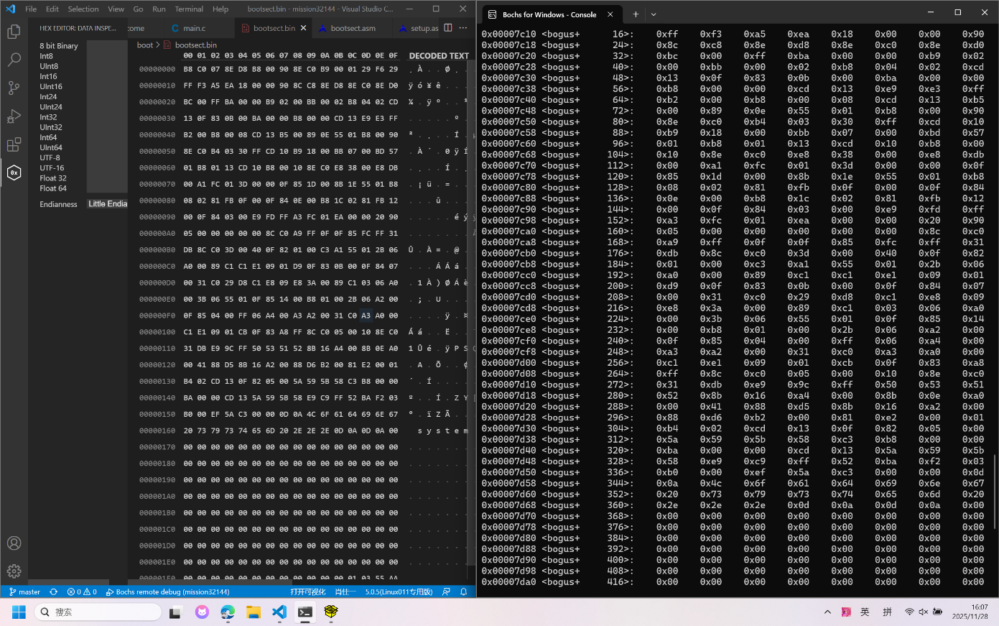 File Edit Selection View Go Run Terminal Help bootsect.bin - mission32144 - Visual Studio C...
HEX EDITOR: DATA INSPE...
8 bit Binary
Int8
UInt8
Int16
UInt16
Int24
UInt24
Int32
UInt32
Int64
UInt64
UTF-8
UTF-16
Float 32
Float 64
Endianness Little Endia
come main.c bootsect.bin bootsect.asm setup.as
boot > bootsect.bin
00 01 02 03 04 05 06 07 08 09 0A 0B 0C 0D 0E 0F DECODED TEXT
00000000 B8 C0 07 8E D8 B8 00 90 8E C0 B9 00 01 29 F6 29
00000010 FF F3 A5 EA 18 00 00 90 8C C8 8E D8 8E C0 8E D0
00000020 BC 00 FF BA 00 00 B9 02 00 BB 00 02 B8 04 02 CD
00000030 13 0F 83 0B 00 BA 00 00 B8 00 00 CD 13 E9 E3 FF
00000040 B2 00 B8 00 08 CD 13 B5 00 89 0E 55 01 B8 00 90
00000050 8E C0 B4 03 30 FF CD 10 B9 18 00 BB 07 00 BD 57
00000060 01 B8 01 13 CD 10 B8 00 10 8E C0 E8 38 00 E8 DB
00000070 00 A1 FC 01 3D 00 00 0F 85 1D 00 8B 1E 55 01 B8
00000080 08 02 81 FB 0F 00 0F 84 0E 00 B8 1C 02 81 FB 12
00000090 00 0F 84 03 00 E9 FD FF A3 FC 01 EA 00 00 20 90
000000A0 05 00 00 00 00 00 8C C0 A9 FF 0F 0F 85 FC FF 31
000000B0 DB 8C C0 3D 00 40 0F 82 01 00 C3 A1 55 01 2B 06
000000C0 A0 00 89 C1 C1 E1 09 01 D9 0F 83 0B 00 0F 84 07
000000D0 00 31 C0 29 D8 C1 E8 09 E8 3A 00 89 C1 03 06 A0
000000E0 00 3B 06 55 01 0F 85 14 00 B8 01 00 2B 06 A2 00
000000F0 0F 85 04 00 FF 06 A4 00 A3 A2 00 31 C0 A3 A0 00
00000100 C1 E1 09 01 CB 0F 83 A8 FF 8C C0 05 00 10 8E C0
00000110 31 DB E9 9C FF 50 53 51 52 8B 16 A4 00 8B 0E A0
00000120 00 41 88 D5 8B 16 A2 00 88 D6 B2 00 81 E2 00 01
00000130 B4 02 CD 13 0F 82 05 00 5A 59 5B 58 C3 B8 00 00
00000140 BA 00 00 CD 13 5A 59 5B 58 E9 C9 FF 52 BA F2 03
00000150 B0 00 EF 5A C3 00 00 0D 0A 4C 6F 61 64 69 6E 67
00000160 20 73 79 73 74 65 6D 20 2E 2E 2E 0D 0A 0D 0A 00 system
00000170 00 00 00 00 00 00 00 00 00 00 00 00 00 00 00 00
00000180 00 00 00 00 00 00 00 00 00 00 00 00 00 00 00 00
00000190 00 00 00 00 00 00 00 00 00 00 00 00 00 00 00 00
000001A0 00 00 00 00 00 00 00 00 00 00 00 00 00 00 00 00
000001B0 00 00 00 00 00 00 00 00 00 00 00 00 00 00 00 00
000001C0 00 00 00 00 00 00 00 00 00 00 00 00 00 00 00 00
000001D0 00 00 00 00 00 00 00 00 00 00 00 00 00 00 00 00
000001E0 00 00 00 00 00 00 00 00 00 00 00 00 00 00 00 00
000001F0 00 00 00 00 00 00 00 00 00 00 00 00 01 03 55 AA
master 0 0 Bochs remote debug (mission32144) 打开可视化 肖佳一 5.0.5(Linux011专用版)
Bochs for Windows - Console
0x00007c10 <bogus+ 16>: 0xff 0xf3 0xa5 0xea 0x18 0x00 0x00 0x90
0x00007c18 <bogus+ 24>: 0x8c 0xc8 0x8e 0xd8 0x8e 0xc0 0x8e 0xd0
0x00007c20 <bogus+ 32>: 0xbc 0x00 0xff 0xba 0x00 0x00 0xb9 0x02
0x00007c28 <bogus+ 40>: 0x00 0xbb 0x00 0x02 0xb8 0x04 0x02 0xcd
0x00007c30 <bogus+ 48>: 0x13 0x0f 0x83 0x0b 0x00 0xba 0x00 0x00
0x00007c38 <bogus+ 56>: 0xb8 0x00 0x00 0xcd 0x13 0xe9 0xe3 0xff
0x00007c40 <bogus+ 64>: 0xb2 0x00 0xb8 0x00 0x08 0xcd 0x13 0xb5
0x00007c48 <bogus+ 72>: 0x00 0x89 0x0e 0x55 0x01 0xb8 0x00 0x90
0x00007c50 <bogus+ 80>: 0x8e 0xc0 0xb4 0x03 0x30 0xff 0xcd 0x10
0x00007c58 <bogus+ 88>: 0xb9 0x18 0x00 0xbb 0x07 0x00 0xbd 0x57
0x00007c60 <bogus+ 96>: 0x01 0xb8 0x01 0x13 0xcd 0x10 0xb8 0x00
0x00007c68 <bogus+ 104>: 0x10 0x8e 0xc0 0xe8 0x38 0x00 0xe8 0xdb
0x00007c70 <bogus+ 112>: 0x00 0xa1 0xfc 0x01 0x3d 0x00 0x00 0x0f
0x00007c78 <bogus+ 120>: 0x85 0x1d 0x00 0x8b 0x1e 0x55 0x01 0xb8
0x00007c80 <bogus+ 128>: 0x08 0x02 0x81 0xfb 0x0f 0x00 0x0f 0x84
0x00007c88 <bogus+ 136>: 0x0e 0x00 0xb8 0x1c 0x02 0x81 0xfb 0x12
0x00007c90 <bogus+ 144>: 0x00 0x0f 0x84 0x03 0x00 0xe9 0xfd 0xff
0x00007c98 <bogus+ 152>: 0xa3 0xfc 0x01 0xea 0x00 0x00 0x20 0x90
0x00007ca0 <bogus+ 160>: 0x05 0x00 0x00 0x00 0x00 0x00 0x8c 0xc0
0x00007ca8 <bogus+ 168>: 0xa9 0xff 0x0f 0x0f 0x85 0xfc 0xff 0x31
0x00007cb0 <bogus+ 176>: 0xdb 0x8c 0xc0 0x3d 0x00 0x40 0x0f 0x82
0x00007cb8 <bogus+ 184>: 0x01 0x00 0xc3 0xa1 0x55 0x01 0x2b 0x06
0x00007cc0 <bogus+ 192>: 0xa0 0x00 0x89 0xc1 0xc1 0xe1 0x09 0x01
0x00007cc8 <bogus+ 200>: 0xd9 0x0f 0x83 0x0b 0x00 0x0f 0x84 0x07
0x00007cd0 <bogus+ 208>: 0x00 0x31 0xc0 0x29 0xd8 0xc1 0xe8 0x09
0x00007cd8 <bogus+ 216>: 0xe8 0x3a 0x00 0x89 0xc1 0x03 0x06 0xa0
0x00007ce0 <bogus+ 224>: 0x00 0x3b 0x06 0x55 0x01 0x0f 0x85 0x14
0x00007ce8 <bogus+ 232>: 0x00 0xb8 0x01 0x00 0x2b 0x06 0xa2 0x00
0x00007cf0 <bogus+ 240>: 0x0f 0x85 0x04 0x00 0xff 0x06 0xa4 0x00
0x00007cf8 <bogus+ 248>: 0xa3 0xa2 0x00 0x31 0xc0 0xa3 0xa0 0x00
0x00007d00 <bogus+ 256>: 0xc1 0xe1 0x09 0x01 0xcb 0x0f 0x83 0xa8
0x00007d08 <bogus+ 264>: 0xff 0x8c 0xc0 0x05 0x00 0x10 0x8e 0xc0
0x00007d10 <bogus+ 272>: 0x31 0xdb 0xe9 0x9c 0xff 0x50 0x53 0x51
0x00007d18 <bogus+ 280>: 0x52 0x8b 0x16 0xa4 0x00 0x8b 0x0e 0xa0
0x00007d20 <bogus+ 288>: 0x00 0x41 0x88 0xd5 0x8b 0x16 0xa2 0x00
0x00007d28 <bogus+ 296>: 0x88 0xd6 0xb2 0x00 0x81 0xe2 0x00 0x01
0x00007d30 <bogus+ 304>: 0xb4 0x02 0xcd 0x13 0x0f 0x82 0x05 0x00
0x00007d38 <bogus+ 312>: 0x5a 0x59 0x5b 0x58 0xc3 0xb8 0x00 0x00
0x00007d40 <bogus+ 320>: 0xba 0x00 0x00 0xcd 0x13 0x5a 0x59 0x5b
0x00007d48 <bogus+ 328>: 0x58 0xe9 0xc9 0xff 0x52 0xba 0xf2 0x03
0x00007d50 <bogus+ 336>: 0xb0 0x00 0xef 0x5a 0xc3 0x00 0x00 0x0d
0x00007d58 <bogus+ 344>: 0x0a 0x4c 0x6f 0x61 0x64 0x69 0x6e 0x67
0x00007d60 <bogus+ 352>: 0x20 0x73 0x79 0x73 0x74 0x65 0x6d 0x20
0x00007d68 <bogus+ 360>: 0x2e 0x2e 0x2e 0x0d 0x0a 0x0d 0x0a 0x00
0x00007d70 <bogus+ 368>: 0x00 0x00 0x00 0x00 0x00 0x00 0x00 0x00
0x00007d78 <bogus+ 376>: 0x00 0x00 0x00 0x00 0x00 0x00 0x00 0x00
0x00007d80 <bogus+ 384>: 0x00 0x00 0x00 0x00 0x00 0x00 0x00 0x00
0x00007d88 <bogus+ 392>: 0x00 0x00 0x00 0x00 0x00 0x00 0x00 0x00
0x00007d90 <bogus+ 400>: 0x00 0x00 0x00 0x00 0x00 0x00 0x00 0x00
0x00007d98 <bogus+ 408>: 0x00 0x00 0x00 0x00 0x00 0x00 0x00 0x00
0x00007da0 <bogus+ 416>: 0x00 0x00 0x00 0x00 0x00 0x00 0x00 0x00
搜索
英 拼
16:07
2025/11/28